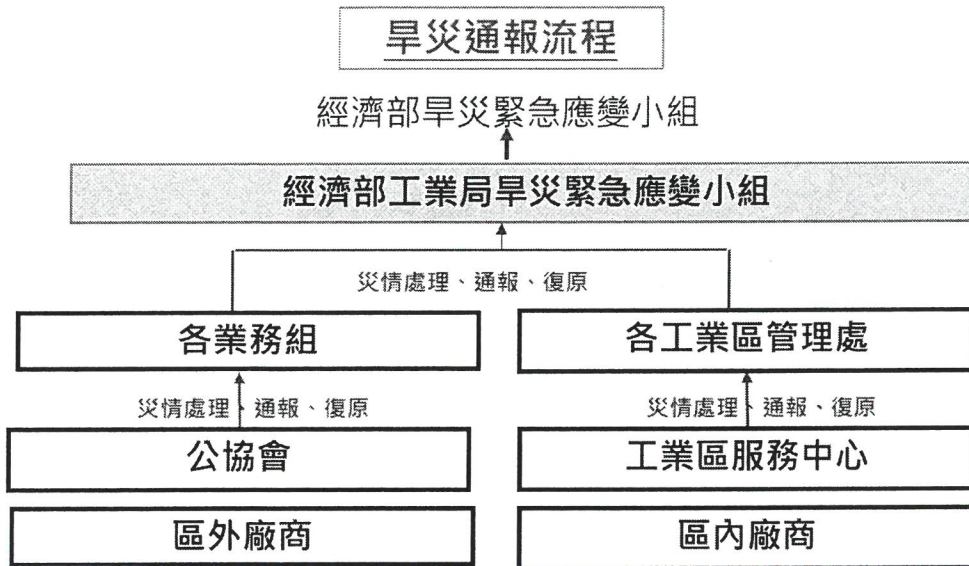 旱災通報流程
經濟部旱災緊急應變小組
經濟部工業局旱災緊急應變小組
災情處理、通報、復原
各業務組
各工業區管理處
災情處理、通報、復原
災情處理、通報、復原
公協會
工業區服務中心
區外廠商
區內廠商